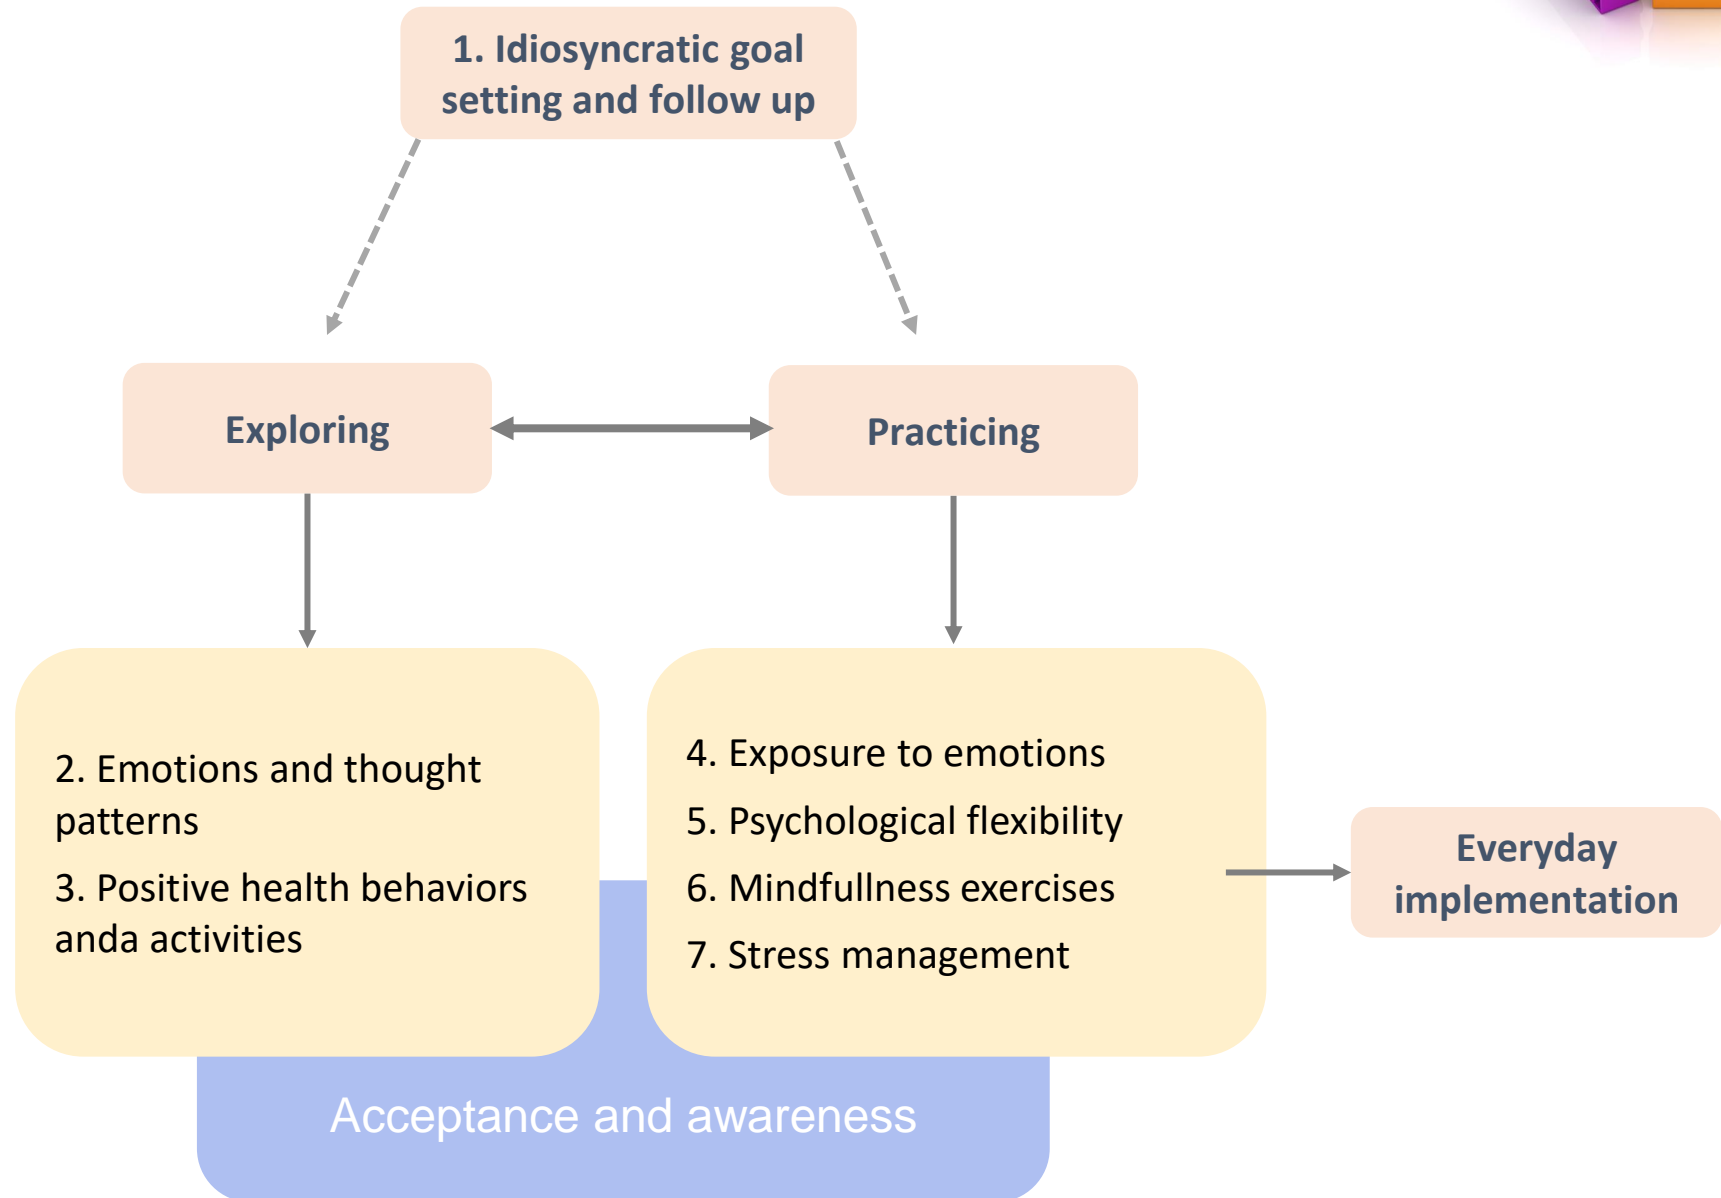 1. Idiosyncratic goal
setting and follow up
Exploring
Practicing
2. Emotions and thought
patterns
3. Positive health behaviors
anda activities
4. Exposure to emotions
5. Psychological flexibility
6. Mindfullness exercises
7. Stress management
Everyday
implementation
Acceptance and awareness